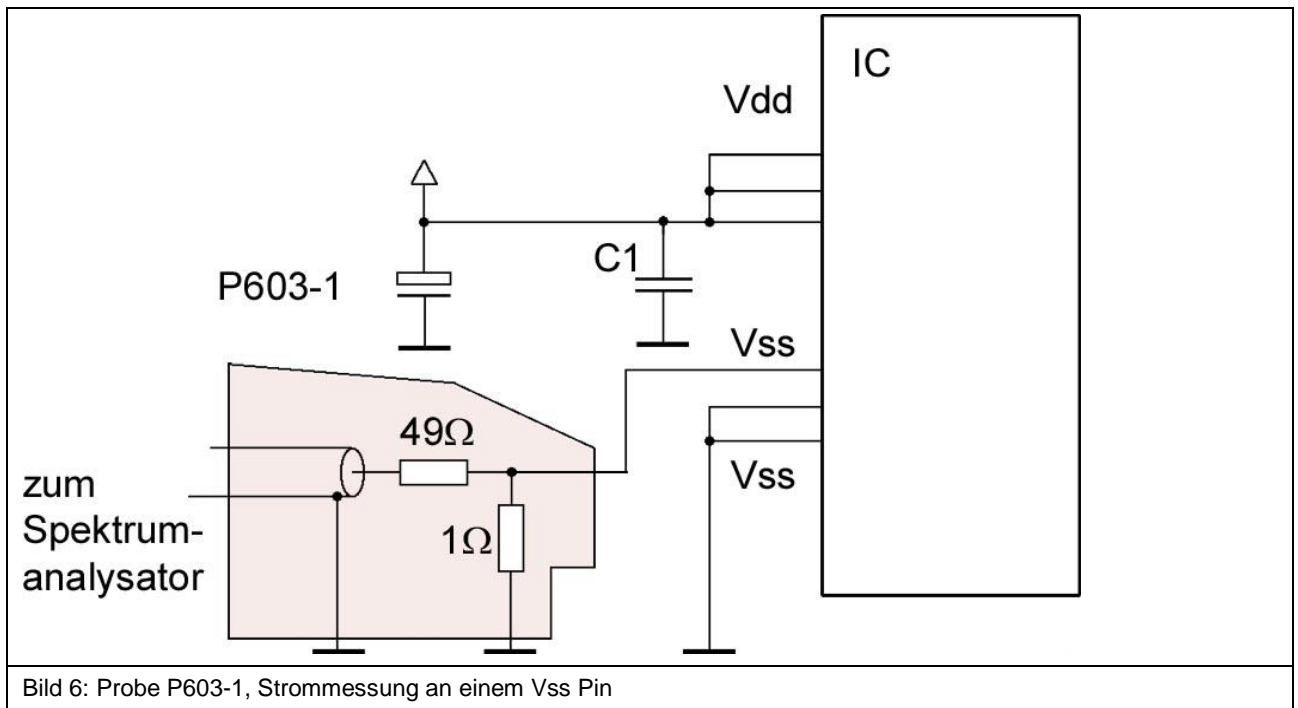 IC
Vdd
C1
P603-1
Vss
49Ω
Vss
1Ω
zum
Spektrum-
analysator
Bild 6: Probe P603-1, Strommessung an einem Vss Pin